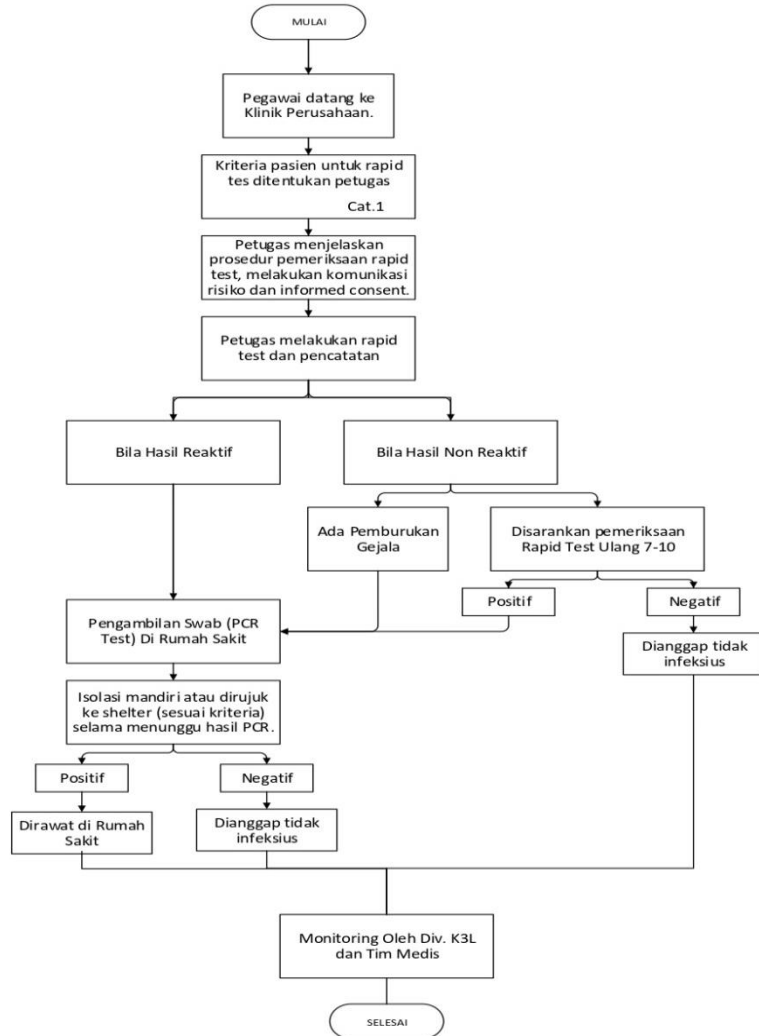 MULAI
Pegawai datang ke
Klinik Perusahaan.
Kriteria pasien untuk rapid
tes ditentukan petugas
Cat.1
Petugas menjelaskan
prosedur pemeriksaan rapid
test, melakukan komunikasi
risiko dan informed consent.
Petugas melakukan rapid
test dan pencatatan
Bila Hasil Reaktif
Bila Hasil Non Reaktif
Ada Pemburukan
Gejala
Disarankan pemeriksaan
Rapid Test Ulang 7-10
Positif
Negatif
Pengambilan Swab (PCR
Test) Di Rumah Sakit
Dianggap tidak
infeksius
Isolasi mandiri atau dirujuk
ke shelter (sesuai kriteria)
selama menunggu hasil PCR.
Positif
Negatif
Dirawat di Rumah
Sakit
Dianggap tidak
infeksius
Monitoring Oleh Div. K3L
dan Tim Medis
SELESAI